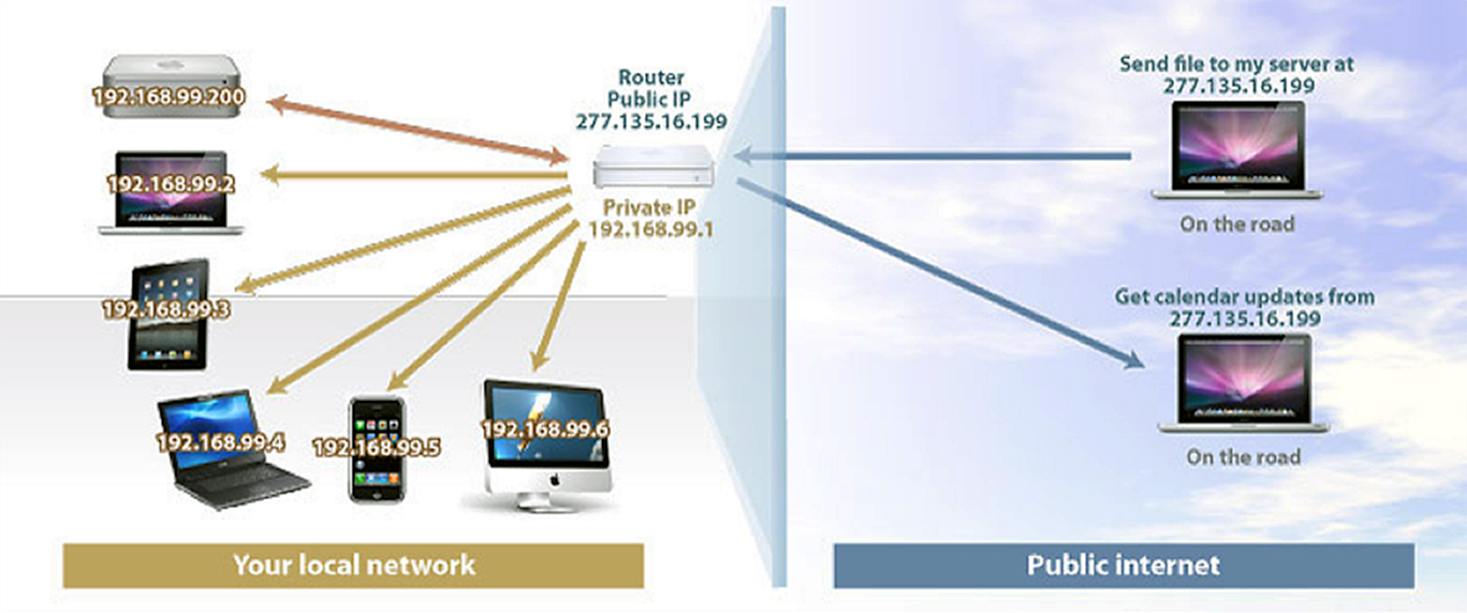 192.168.99.200
192.168.99.2
192.168.99.3
192.168.99.4
192.168.99.5
192.168.99.6
Router
Public IP
277.135.16.199
Private IP
192.168.99.1
Your local network
Send file to my server at
277.135.16.199
On the road
Get calendar updates from
277.135.16.199
On the road
Public internet